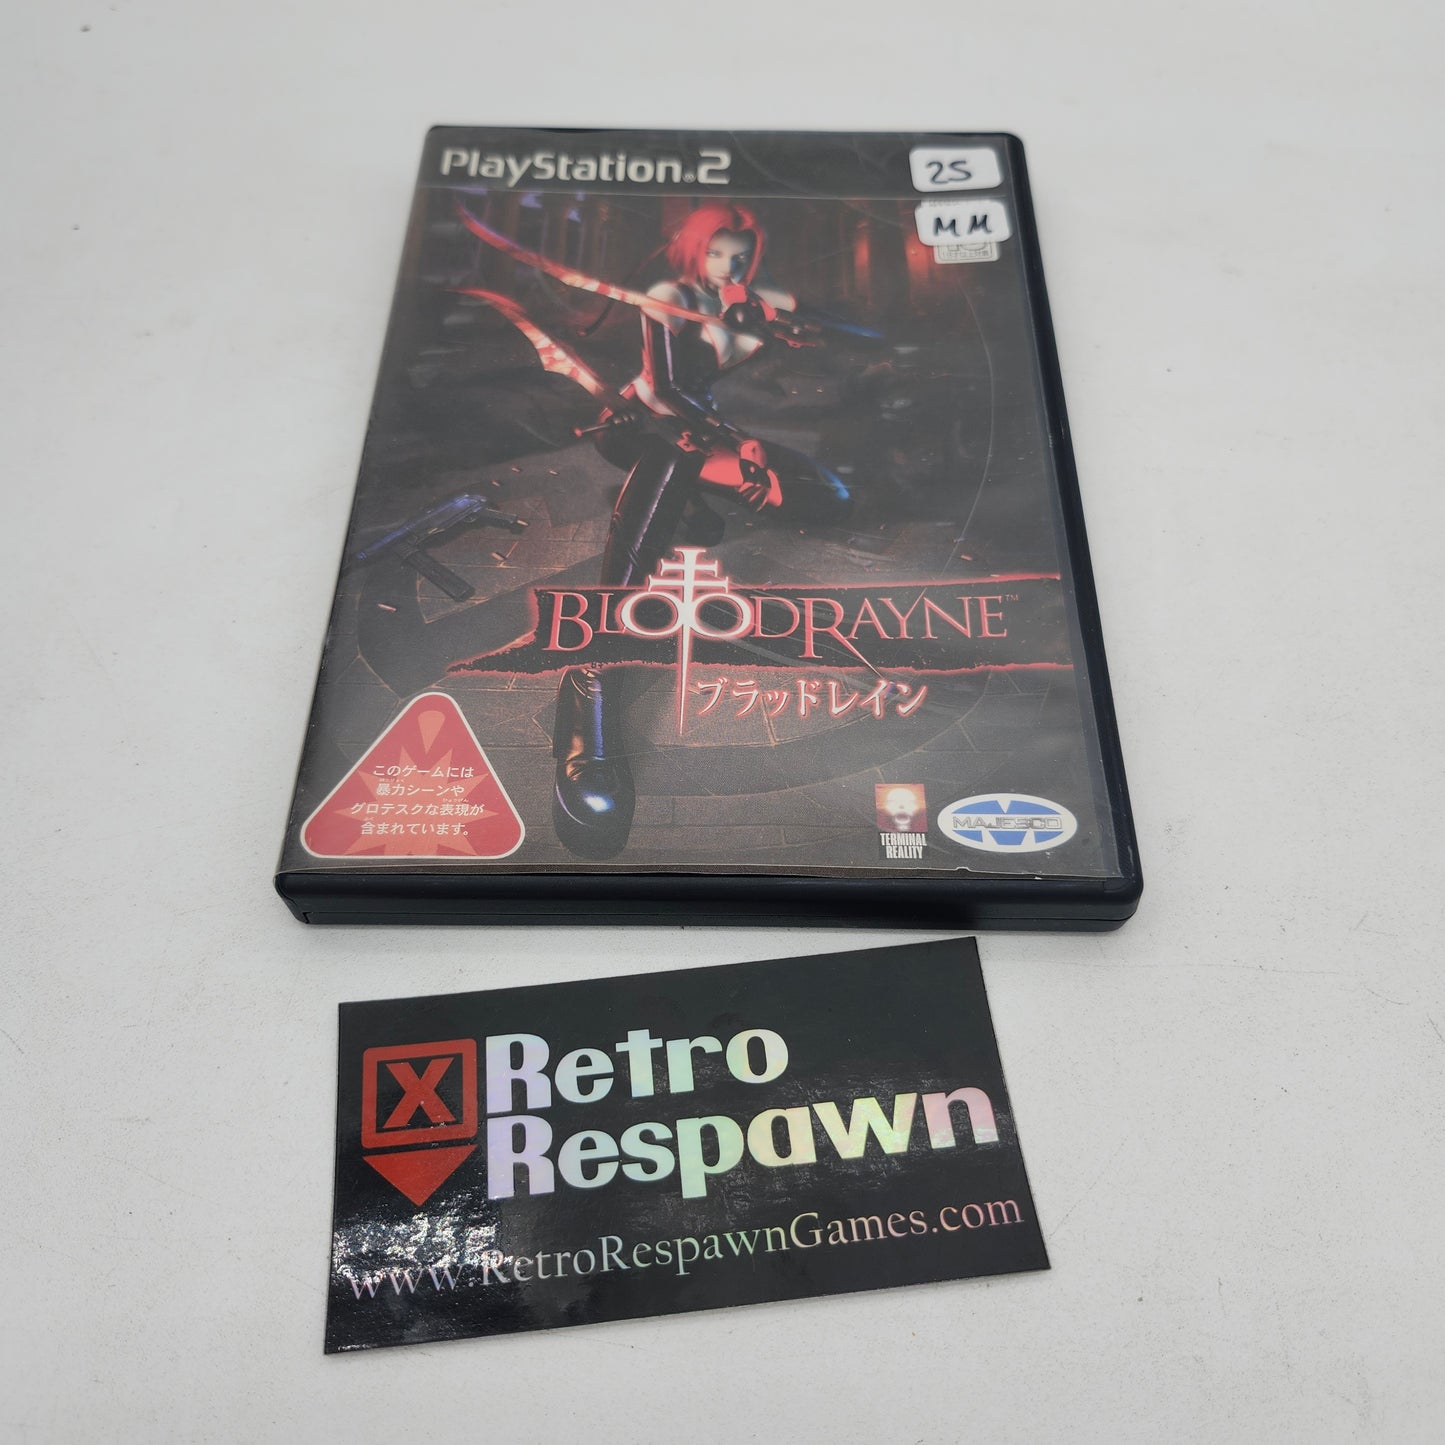 PlayStation®2
25
MM
BLOODRAYNE™
ブラッドレイン
このゲームには
暴力シーンや
グロテスクな表現が
含まれています。
TERMINAL
REALITY
MAJESCO
X
Retro
Respawn
www.RetroRespawnGames.com